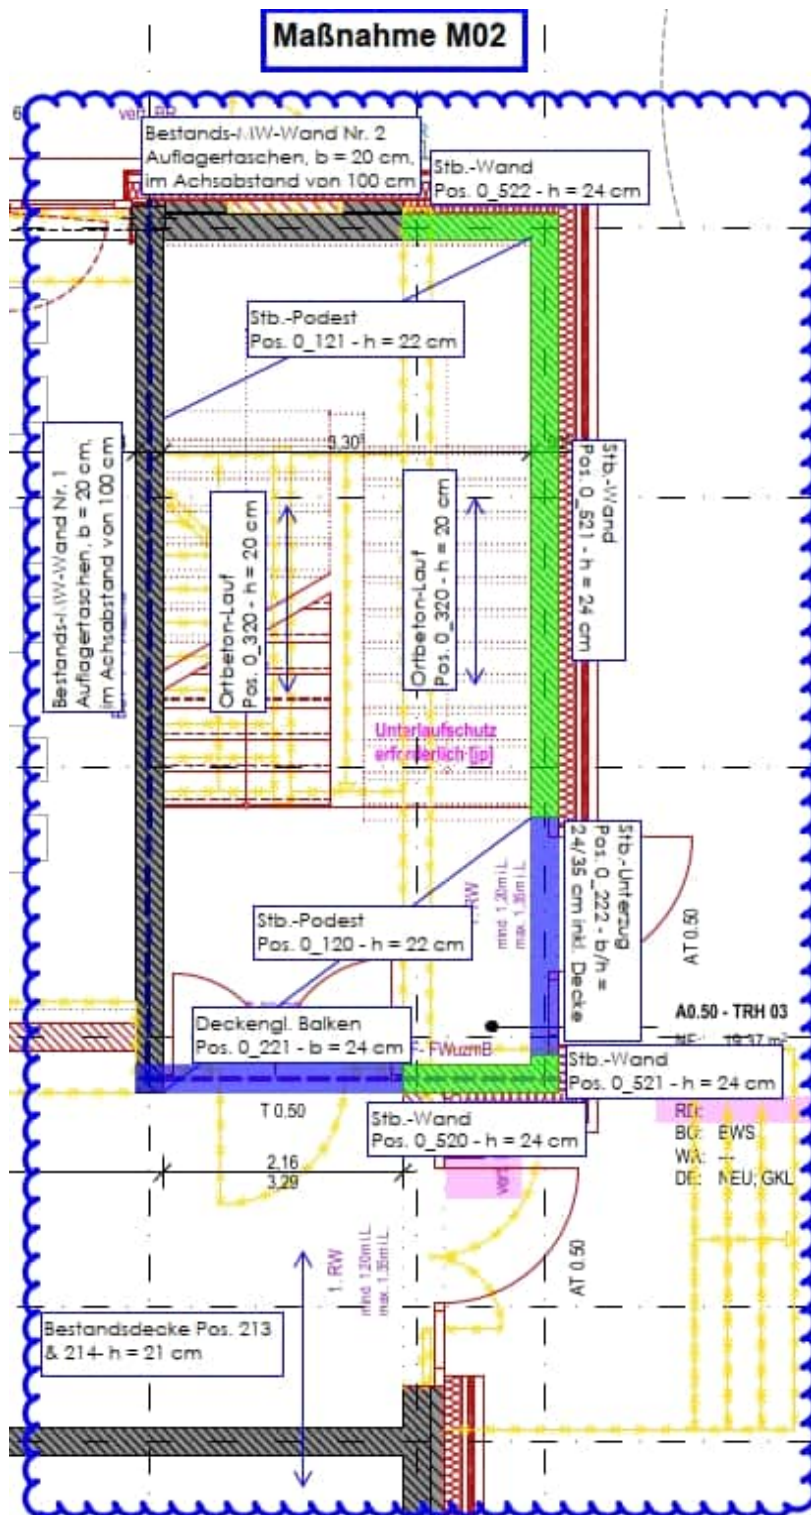 Maßnahme M02
Bestands-MW-Wand Nr. 2
Auflagertaschen, b = 20 cm,
im Achsabstand von 100 cm
Stb.-Wand
Pos. 0_522 - h = 24 cm
Stb.-Podest
Pos. 0_121 - h = 22 cm
Bestands-MW-Wand Nr. 1
Auflagertaschen, b = 20 cm,
im Achsabstand von 100 cm
Ortbeton-Lauf
Pos. 0_320 - h = 20 cm
Ortbeton-Lauf
Pos. 0_320 - h = 20 cm
Stb.-Wand
Pos. 0_521 - h = 24 cm
Unterlaufschutz
erforderlich [ip]
Stb.-Unterzug
Pos. 0_222 - b/h =
24/35 cm inkl. Decke
RW
mind. 1,20m i.L.
max. 1,35m i.L.
AT 0.50
Stb.-Podest
Pos. 0_120 - h = 22 cm
A0.50 - TRH 03
19,37 m²
Deckengl. Balken
Pos. 0_221 - b = 24 cm
FWuzmB
Stb.-Wand
Pos. 0_521 - h = 24 cm
T 0.50
Stb.-Wand
Pos. 0_520 - h = 24 cm
BO: EWS
WA: ---
DE: NEU; GKL
2,16
3,29
1. RW
mind. 1,20m i.L.
max. 1,35m i.L.
AT 0.50
Bestandsdecke Pos. 213
& 214- h = 21 cm